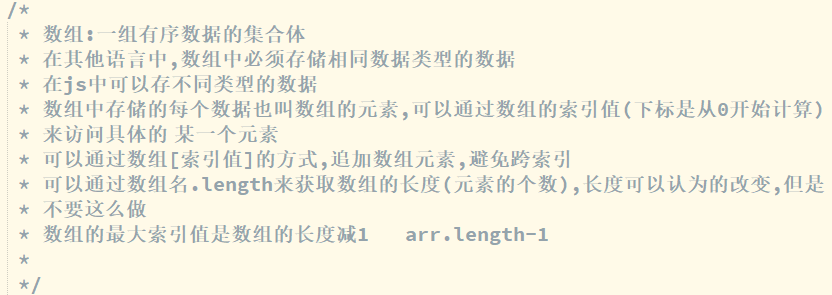 /*
* 数组:一组有序数据的集合体
* 在其他语言中,数组中必须存储相同数据类型的数据
* 在js中可以存不同类型的数据
* 数组中存储的每个数据也叫数组的元素,可以通过数组的索引值(下标是从0开始计算)
* 来访问具体的 某一个元素
* 可以通过数组[索引值]的方式,追加数组元素,避免跨索引
* 可以通过数组名.length来获取数组的长度(元素的个数),长度可以认为的改变,但是
* 不要这么做
* 数组的最大索引值是数组的长度减1   arr.length-1
*
*/